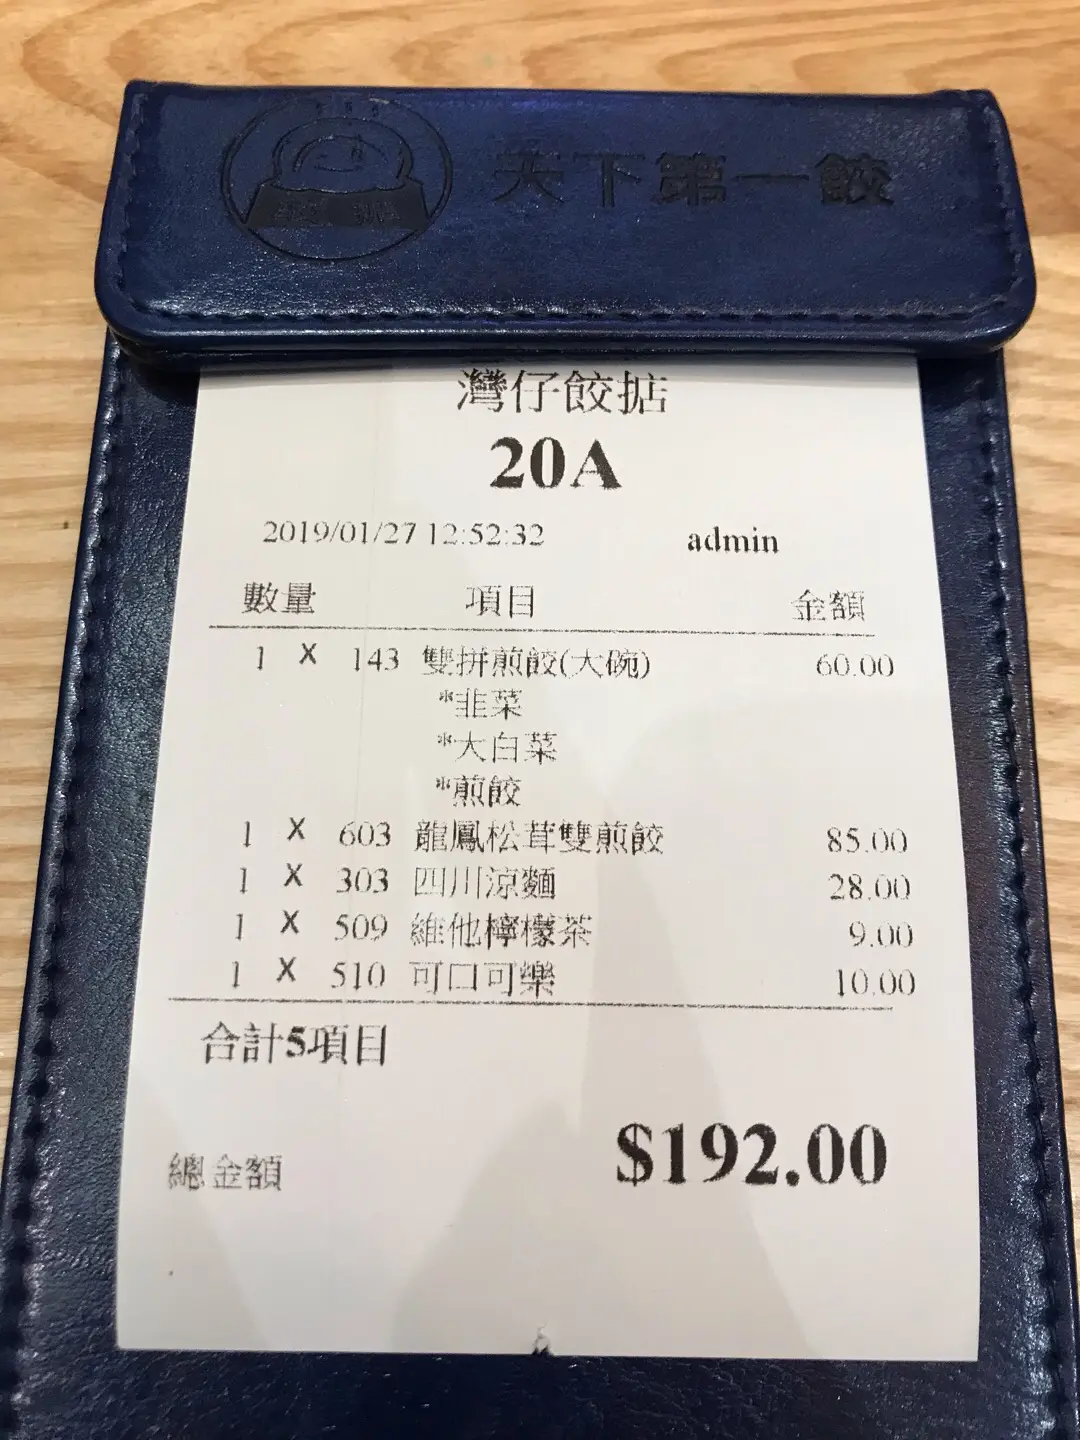 天下第一餃
灣仔餃掂
20A
2019/01/27 12:52:32 admin
數量 項目 金額
1 X 143 雙拼煎餃(大碗) 60.00
*韭菜
*大白菜
*煎餃
1 X 603 龍鳳松茸雙煎餃 85.00
1 X 303 四川涼麵 28.00
1 X 509 維他檸檬茶 9.00
1 X 510 可口可樂 10.00
合計5項目
總金額 $192.00